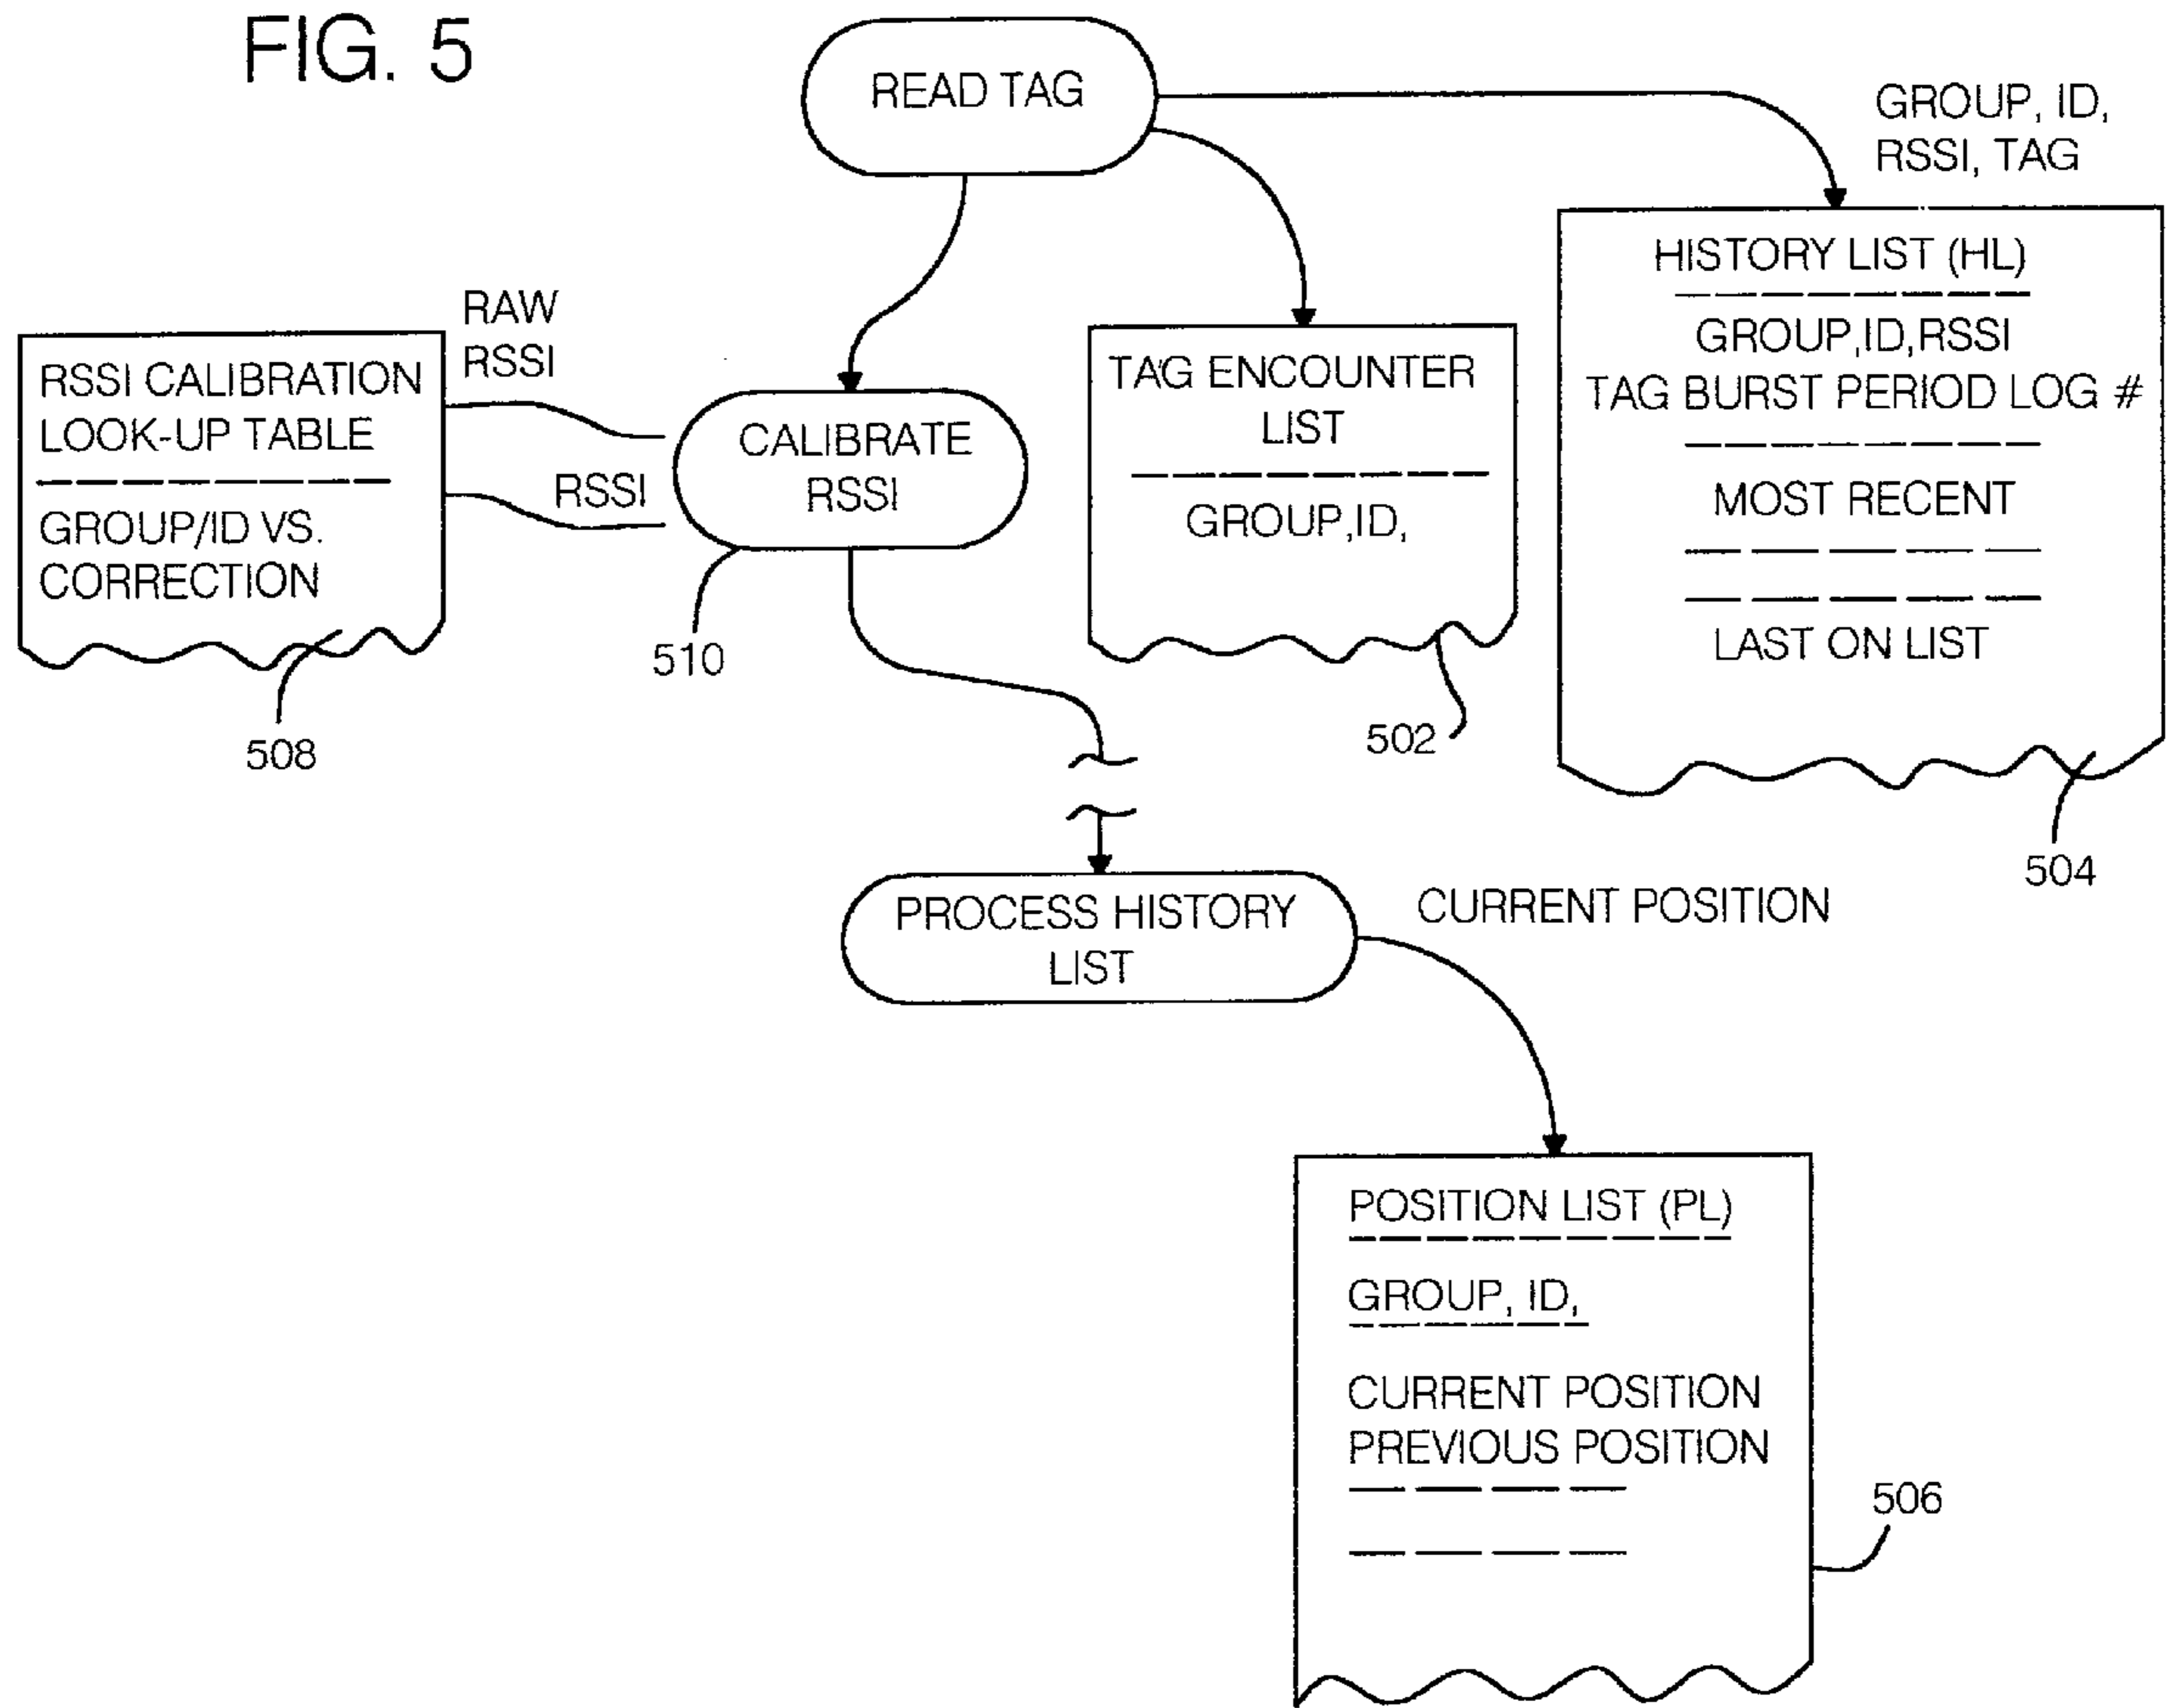 FIG. 5
READ TAG
GROUP, ID,
RSSI, TAG
HISTORY LIST (HL)
GROUP,ID,RSSI
TAG BURST PERIOD LOG #
MOST RECENT
LAST ON LIST
504
RAW
RSSI
RSSI CALIBRATION
LOOK-UP TABLE
GROUP/ID VS.
CORRECTION
508
RSSI
CALIBRATE
RSSI
510
TAG ENCOUNTER
LIST
GROUP,ID,
502
PROCESS HISTORY
LIST
CURRENT POSITION
POSITION LIST (PL)
GROUP, ID,
CURRENT POSITION
PREVIOUS POSITION
506